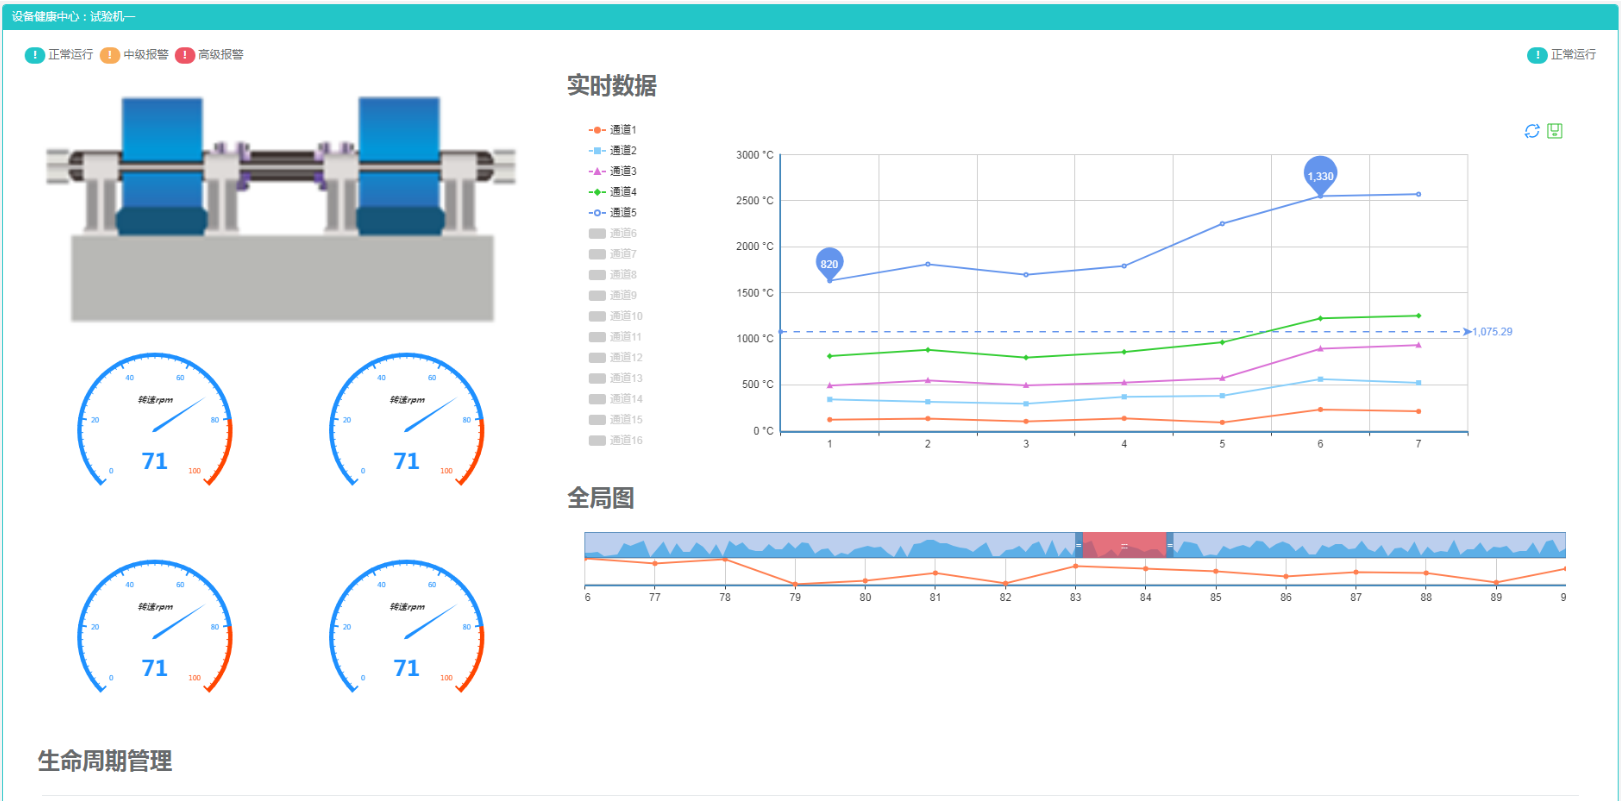 设备健康中心：试验机一
! 正常运行 ! 中级报警 ! 高级报警
! 正常运行
实时数据
通道1
通道2
通道3
通道4
通道5
通道6
通道7
通道8
通道9
通道10
通道11
通道12
通道13
通道14
通道15
通道16
3000 °C
2500 °C
2000 °C
1500 °C
1000 °C
500 °C
0 °C
820
1,330
1,075.29
1 2 3 4 5 6 7
0 20 40 60 80 100
转速rpm
71
0 20 40 60 80 100
转速rpm
71
全局图
6 77 78 79 80 81 82 83 84 85 86 87 88 89 9
0 20 40 60 80 100
转速rpm
71
0 20 40 60 80 100
转速rpm
71
生命周期管理